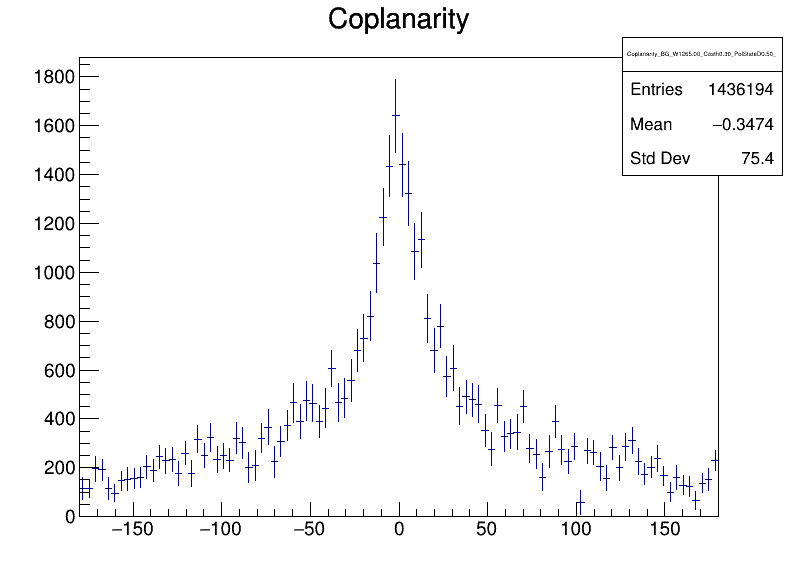 Coplanarity
Coplanarity_BG_W1265.00_Costh0.30_PolStateD0.50_
Entries 1436194
Mean −0.3474
Std Dev 75.4
1800
1600
1400
1200
1000
800
600
400
200
0
−150 −100 −50 0 50 100 150